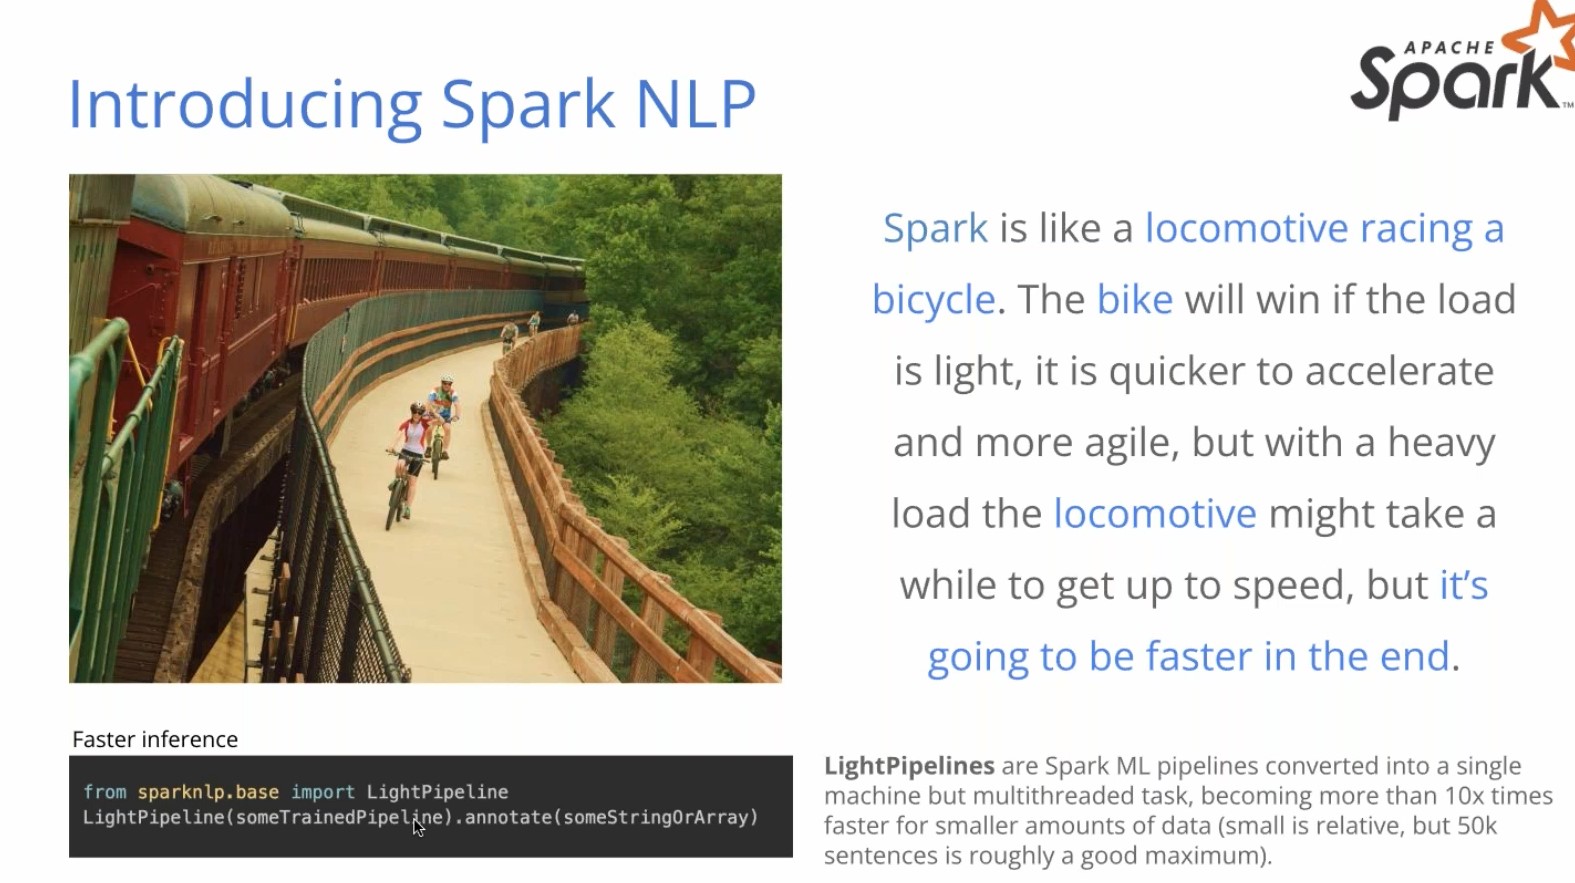 APACHE
Spark
TM
Introducing Spark NLP
Spark is like a locomotive racing a
bicycle. The bike will win if the load
is light, it is quicker to accelerate
and more agile, but with a heavy
load the locomotive might take a
while to get up to speed, but it’s
going to be faster in the end.
Faster inference
from sparknlp.base import LightPipeline
LightPipeline(someTrainedPipeline).annotate(someStringOrArray)
LightPipelines are Spark ML pipelines converted into a single
machine but multithreaded task, becoming more than 10x times
faster for smaller amounts of data (small is relative, but 50k
sentences is roughly a good maximum).